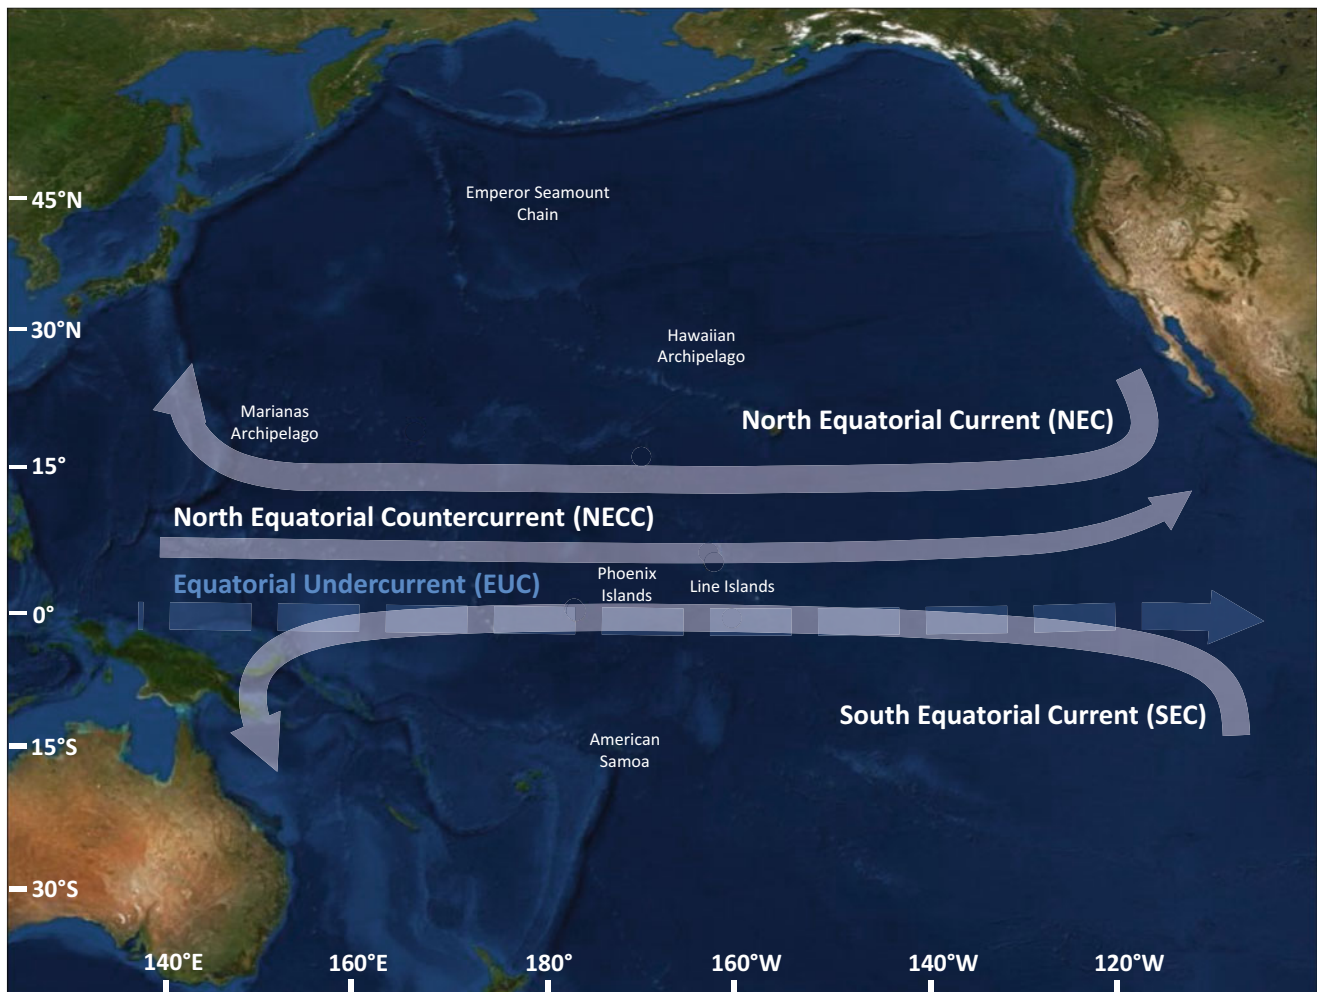 45°N
Emperor Seamount
Chain
30°N
Hawaiian
Archipelago
Marianas
Archipelago
North Equatorial Current (NEC)
15°
North Equatorial Countercurrent (NECC)
Equatorial Undercurrent (EUC)
Phoenix
Islands
Line Islands
0°
South Equatorial Current (SEC)
15°S
American
Samoa
30°S
140°E
160°E
180°
160°W
140°W
120°W